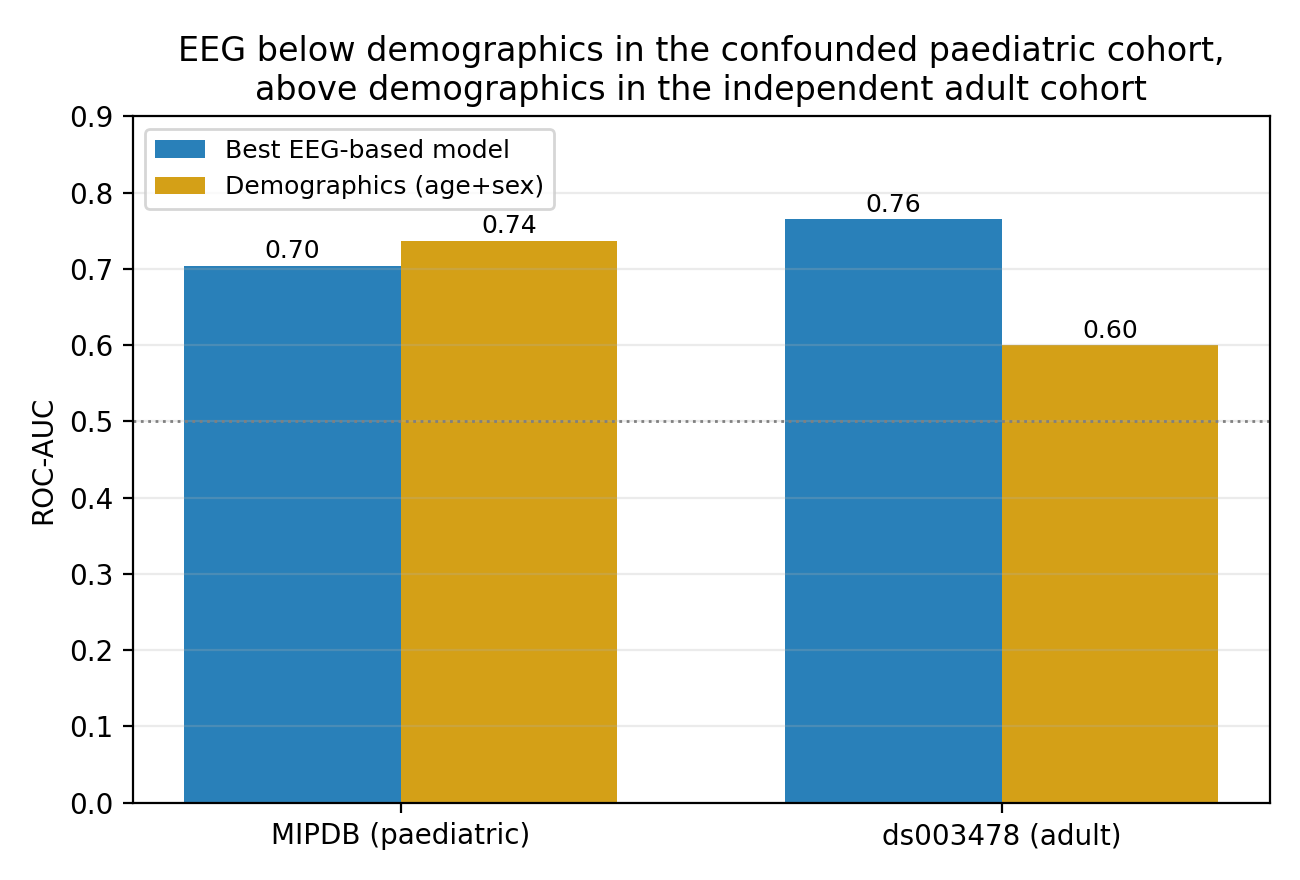 EEG below demographics in the confounded paediatric cohort,
above demographics in the independent adult cohort
Best EEG-based model
Demographics (age+sex)
0.9
0.8
0.7
0.6
0.5
0.4
0.3
0.2
0.1
0.0
ROC-AUC
0.70
0.74
0.76
0.60
MIPDB (paediatric)
ds003478 (adult)